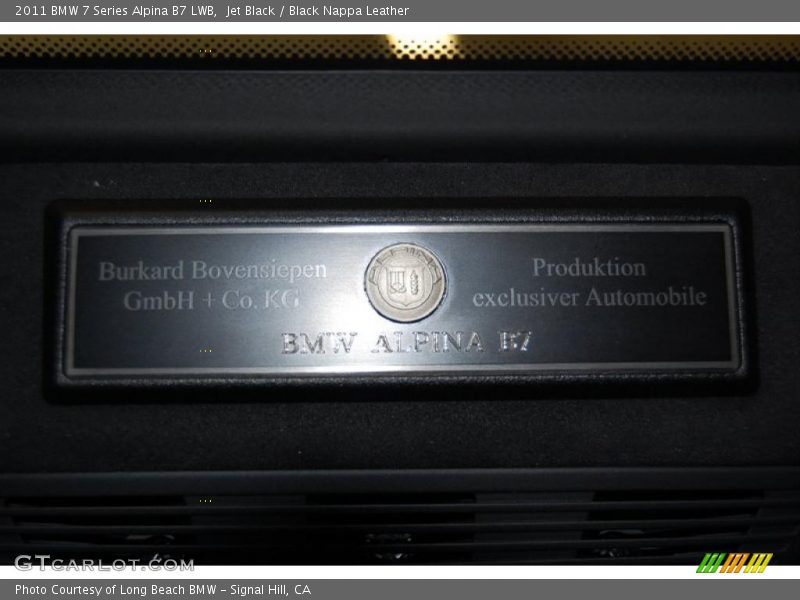 2011 BMW 7 Series Alpina B7 LWB,  Jet Black / Black Nappa Leather
Burkard Bovensiepen
GmbH + Co. KG
Produktion
exclusiver Automobile
BMW ALPINA B7
GTCARLOT.COM
Photo Courtesy of Long Beach BMW – Signal Hill, CA